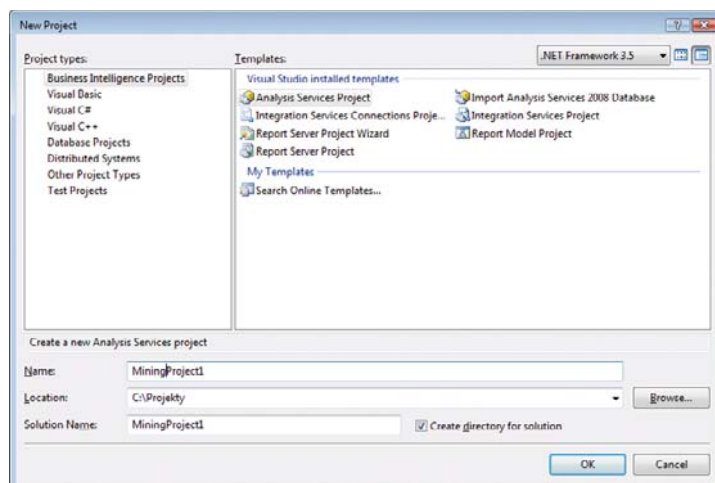 New Project
Project types:
Templates:
.NET Framework 3.5
Business Intelligence Projects
Visual Basic
Visual C#
Visual C++
Database Projects
Distributed Systems
Other Project Types
Test Projects
Visual Studio installed templates
Analysis Services Project
Import Analysis Services 2008 Database
Integration Services Connections Proje...
Integration Services Project
Report Server Project Wizard
Report Model Project
Report Server Project
My Templates
Search Online Templates...
Create a new Analysis Services project
Name:
MiningProject1
Location:
C:\Projekty
Browse...
Solution Name:
MiningProject1
Create directory for solution
OK
Cancel